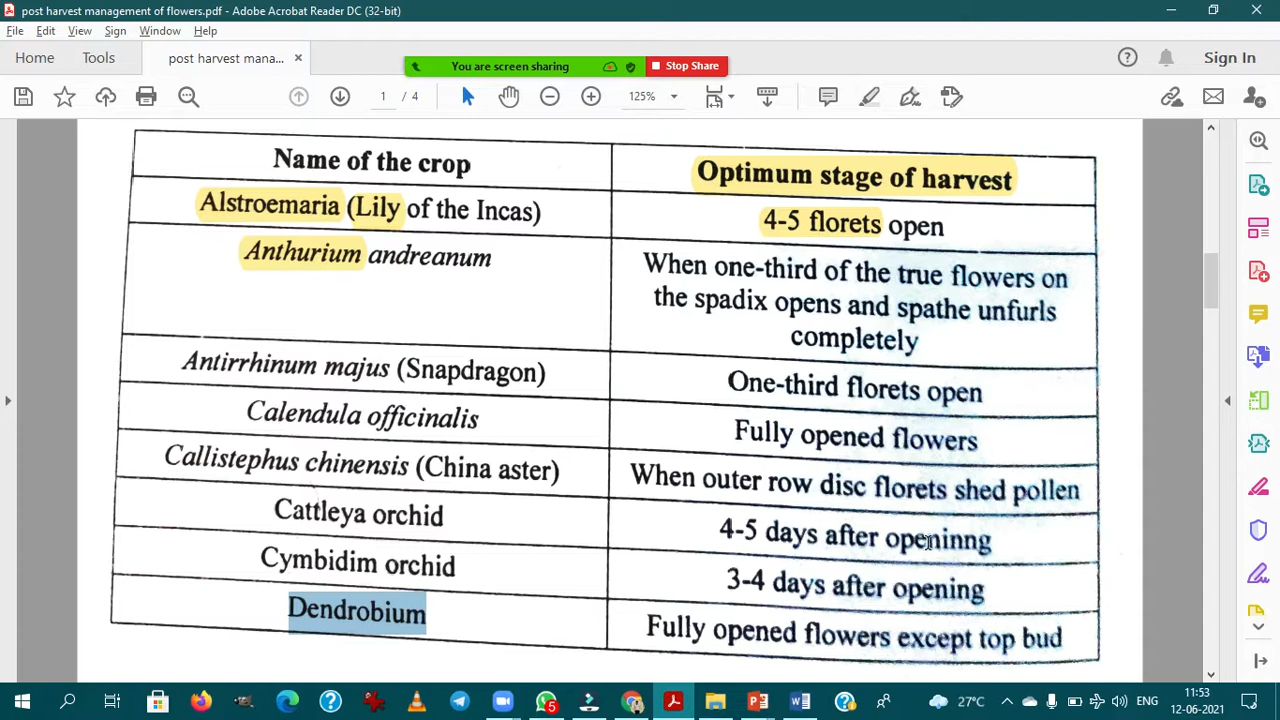 post harvest management of flowers.pdf - Adobe Acrobat Reader DC (32-bit)
File Edit View Sign Window Help
Home Tools post harvest mana... × Sign In
You are screen sharing Stop Share
1 / 4 125%
Name of the crop Optimum stage of harvest
Alstroemaria (Lily of the Incas) 4-5 florets open
Anthurium andreanum When one-third of the true flowers on
the spadix opens and spathe unfurls
completely
Antirrhinum majus (Snapdragon) One-third florets open
Calendula officinalis Fully opened flowers
Callistephus chinensis (China aster) When outer row disc florets shed pollen
Cattleya orchid 4-5 days after openinng
Cymbidim orchid 3-4 days after opening
Dendrobium Fully opened flowers except top bud
5 27°C ENG 11:53
12-06-2021